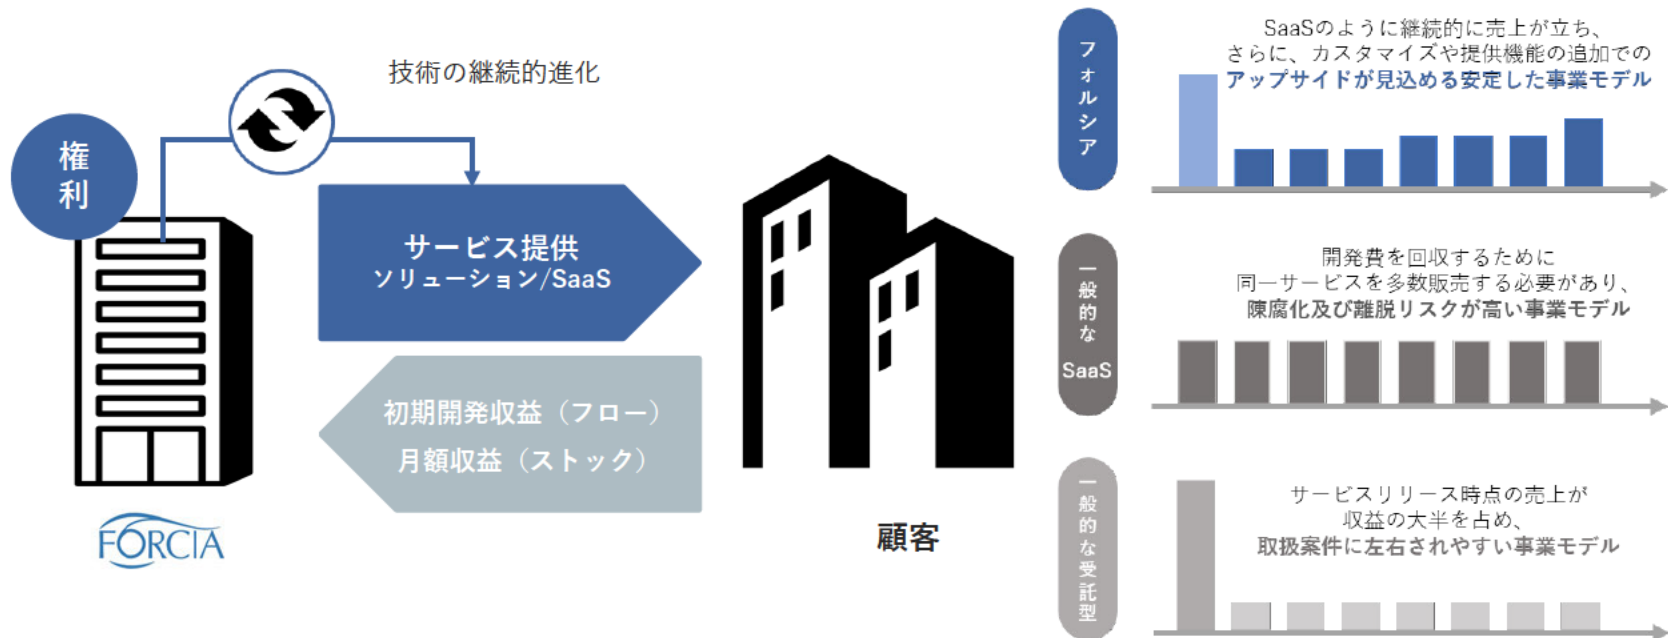 技術の継続的進化
権利
サービス提供
ソリューション/SaaS
初期開発収益（フロー）
月額収益（ストック）
FORCIA
顧客
フォルシア
SaaSのように継続的に売上が立ち、
さらに、カスタマイズや提供機能の追加での
アップサイドが見込める安定した事業モデル
一般的な
SaaS
開発費を回収するために
同一サービスを多数販売する必要があり、
陳腐化及び離脱リスクが高い事業モデル
一般的な受託型
サービスリリース時点の売上が
収益の大半を占め、
取扱案件に左右されやすい事業モデル